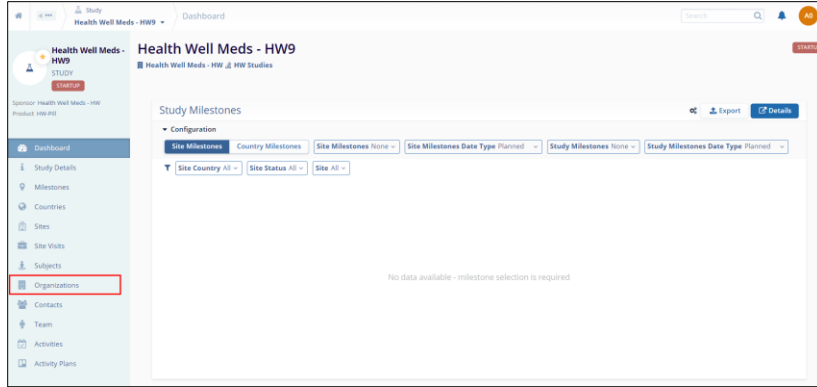 Study
Health Well Meds - HW9
Dashboard
Search
AB
Health Well Meds - HW9
STUDY
STARTUP
Sponsor Health Well Meds - HW
Product HW-Pill
Dashboard
Study Details
Milestones
Countries
Sites
Site Visits
Subjects
Organizations
Contacts
Team
Activities
Activity Plans
Health Well Meds - HW9
Health Well Meds - HW HW Studies
STARTU
Study Milestones
Export
Details
Configuration
Site Milestones
Country Milestones
Site Milestones None
Site Milestones Date Type Planned
Study Milestones None
Study Milestones Date Type Planned
Site Country All
Site Status All
Site All
No data available - milestone selection is required